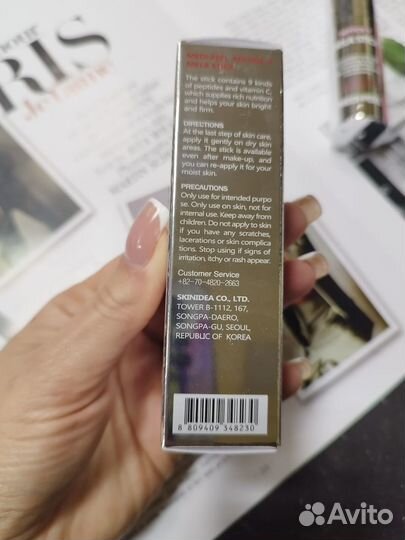 RIS
MEDI-PEEL
The stick contains 9 kinds
of peptides and vitamin C,
which supplies rich nutrition
and helps your skin bright
and firm.
DIRECTIONS
At the last step of skin care,
apply it gently on dry skin
areas. The stick is available
even after make-up, and
you can re-apply it for your
moist skin.
PRECAUTIONS
Only use for intended purpo
se. Only use on skin, not for
internal use. Keep away from
children. Do not apply to skin
if you have any scratches,
lacerations or skin complica
tions. Stop using if signs of
irritation, itchy or rash appear.
Customer Service
+82-70-4820-2663
SKINIDEA CO., LTD.
TOWER B-1112, 167,
SONGPA-DAERO,
SONGPA-GU, SEOUL,
REPUBLIC OF KOREA
8 809409 348230
Avito